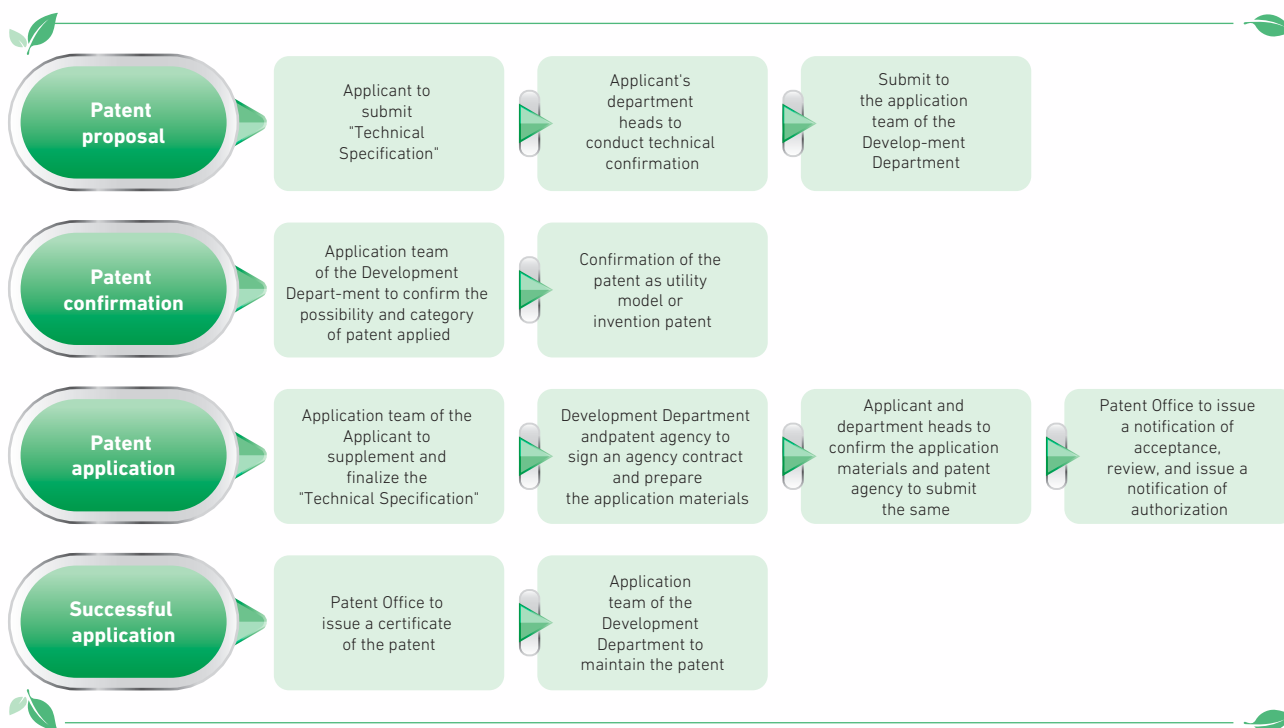 Patent
proposal
Applicant to
submit
"Technical
Specification"
Applicant's
department
heads to
conduct technical
confirmation
Submit to
the application
team of the
Develop-ment
Department
Patent
confirmation
Application team
of the Development
Depart-ment to confirm the
possibility and category
of patent applied
Confirmation of the
patent as utility
model or
invention patent
Patent
application
Application team of the
Applicant to
supplement and
finalize the
"Technical Specification"
Development Department
andpatent agency to
sign an agency contract
and prepare
the application materials
Applicant and
department heads to
confirm the application
materials and patent
agency to submit
the same
Patent Office to issue
a notification of
acceptance,
review, and issue a
notification of
authorization
Successful
application
Patent Office to
issue a certificate
of the patent
Application
team of the
Development
Department to
maintain the patent